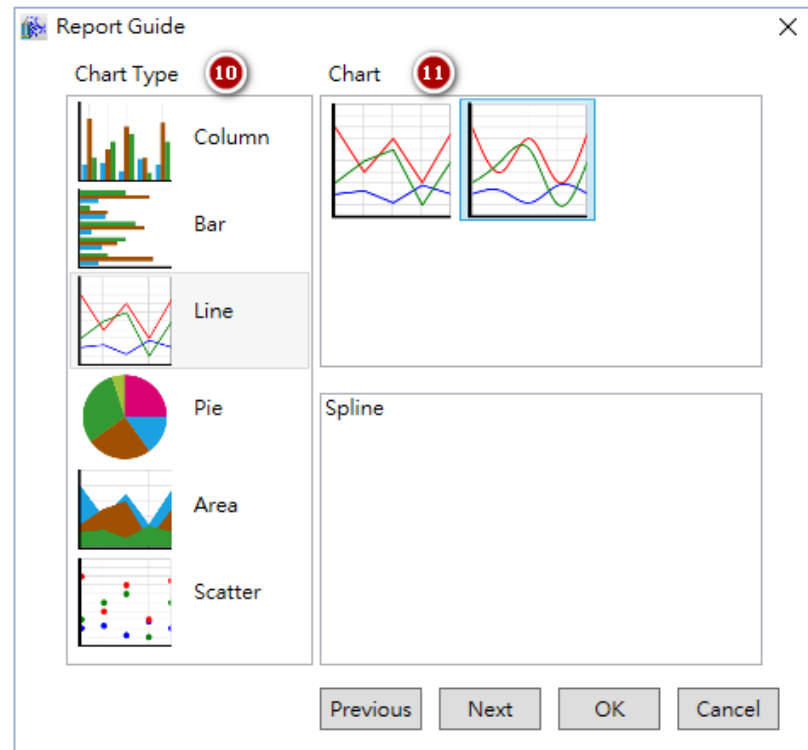 Report Guide
Chart Type 10
Chart 11
Column
Bar
Line
Pie
Area
Scatter
Spline
Previous Next OK Cancel